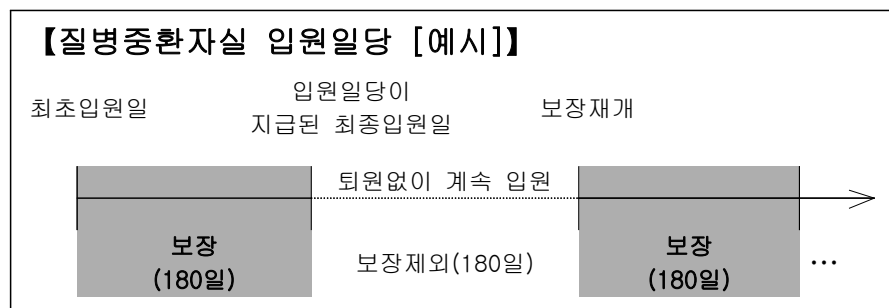 【질병중환자실 입원일당 [예시]】
최초입원일
입원일당이
지급된 최종입원일
보장재개
퇴원없이 계속 입원
보장
(180일)
보장제외(180일)
보장
(180일)
…